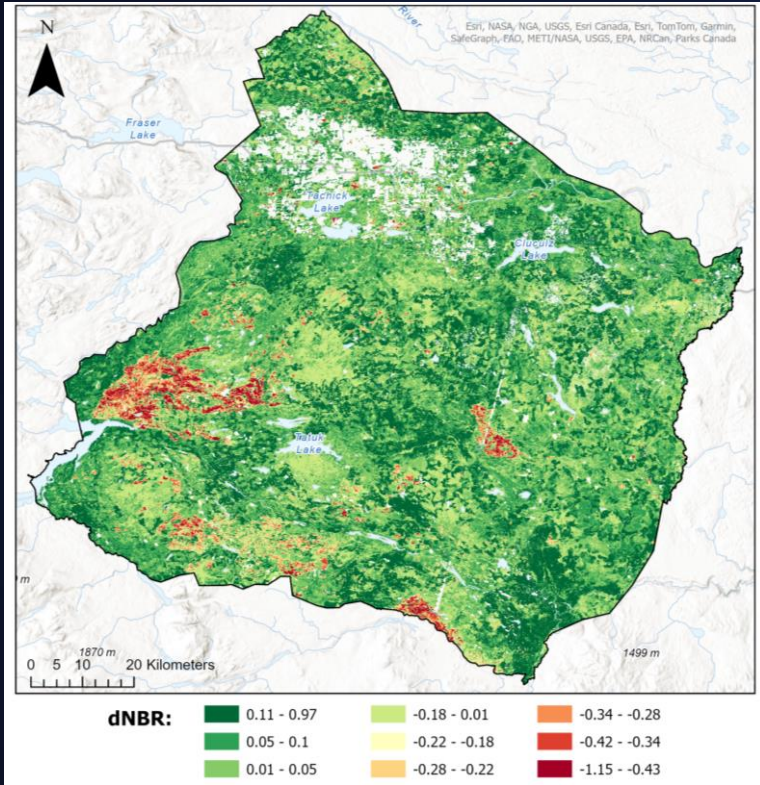 N
River
Esri, NASA, NGA, USGS, Esri Canada, Esri, TomTom, Garmin,
SafeGraph, FAO, METI/NASA, USGS, EPA, NRCan, Parks Canada
Fraser
Lake
Tachick
Lake
Cluculz
Lake
Tatuk
Lake
m
1870 m
1499 m
0 5 10 20 Kilometers
dNBR:
0.11 - 0.97
-0.18 - 0.01
-0.34 - -0.28
0.05 - 0.1
-0.22 - -0.18
-0.42 - -0.34
0.01 - 0.05
-0.28 - -0.22
-1.15 - -0.43